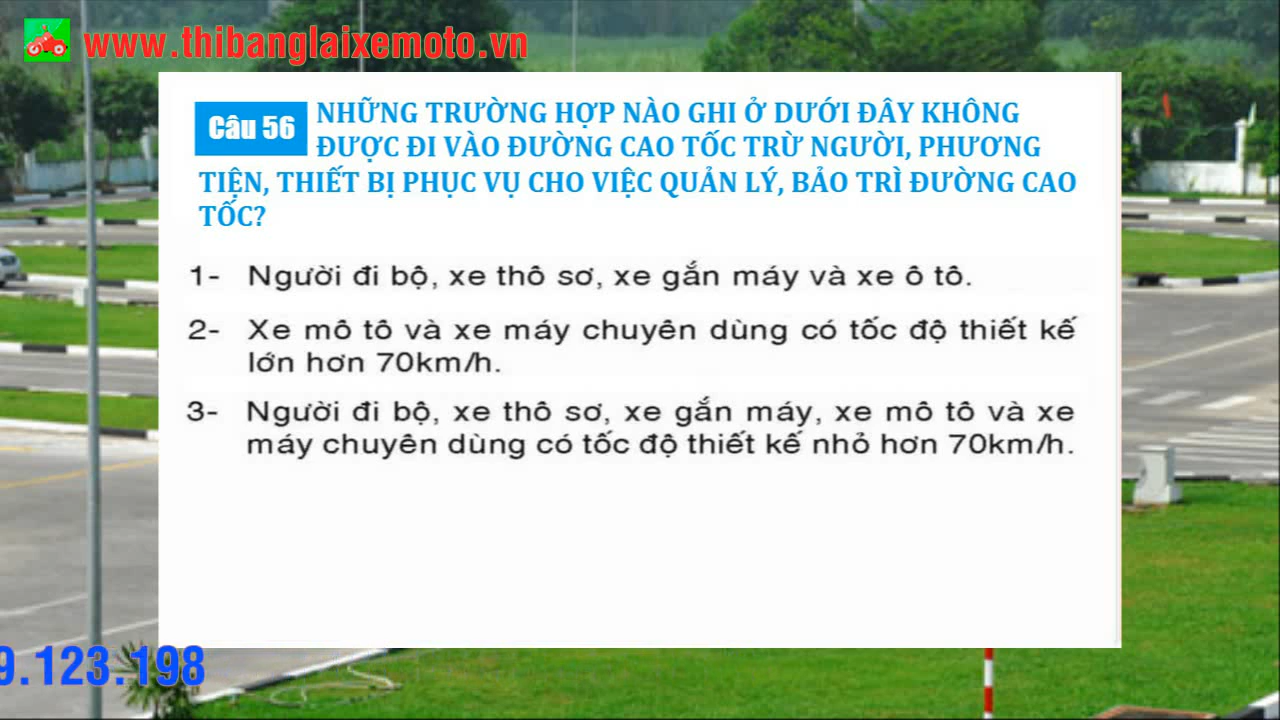 www.thibanglaixemoto.vn
Câu 56
NHỮNG TRƯỜNG HỢP NÀO GHI Ở DƯỚI ĐÂY KHÔNG
ĐƯỢC ĐI VÀO ĐƯỜNG CAO TỐC TRỪ NGƯỜI, PHƯƠNG
TIỆN, THIẾT BỊ PHỤC VỤ CHO VIỆC QUẢN LÝ, BẢO TRÌ ĐƯỜNG CAO
TỐC?
1- Người đi bộ, xe thô sơ, xe gắn máy và xe ô tô.
2- Xe mô tô và xe máy chuyên dùng có tốc độ thiết kế
lớn hơn 70km/h.
3- Người đi bộ, xe thô sơ, xe gắn máy, xe mô tô và xe
máy chuyên dùng có tốc độ thiết kế nhỏ hơn 70km/h.
9.123.198